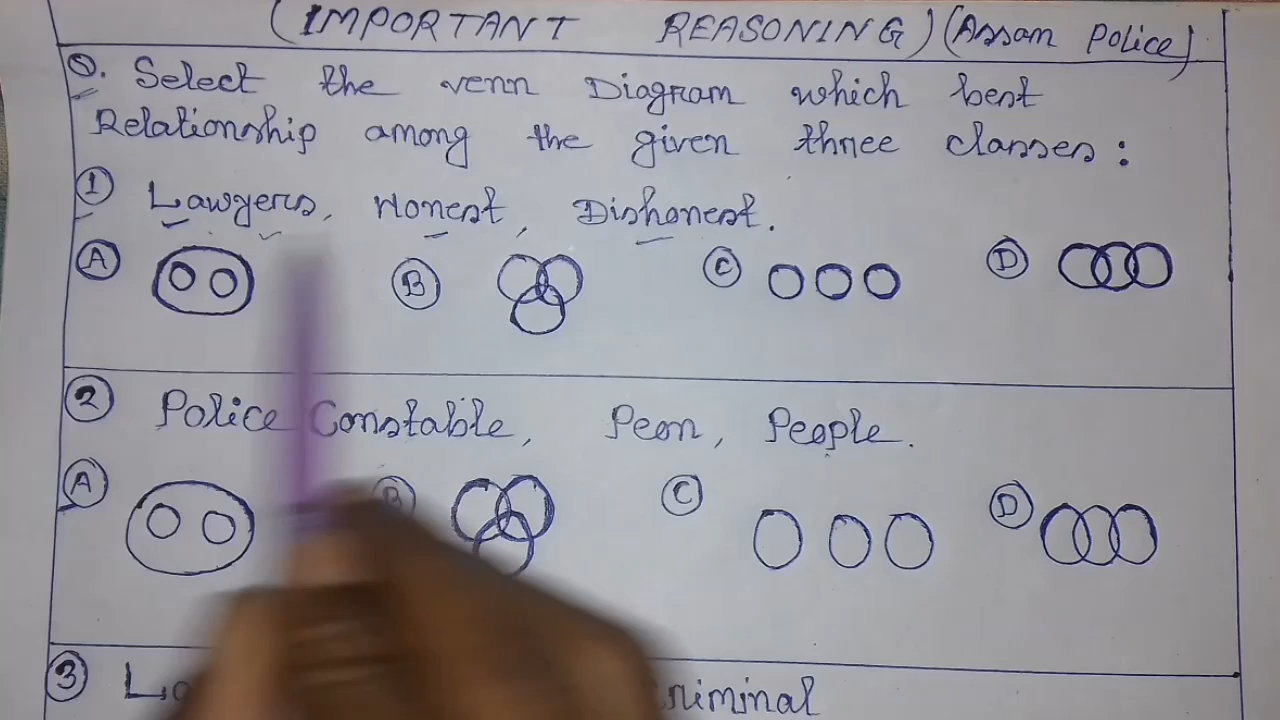 (IMPORTANT REASONING) (Assam Police)
Q. Select the venn Diagram which best
Relationship among the given three classes:
① Lawyers, Honest, Dishonest.
Ⓐ Ⓑ Ⓒ Ⓓ
② Police Constable, Peon, People.
Ⓐ Ⓑ Ⓒ Ⓓ
③